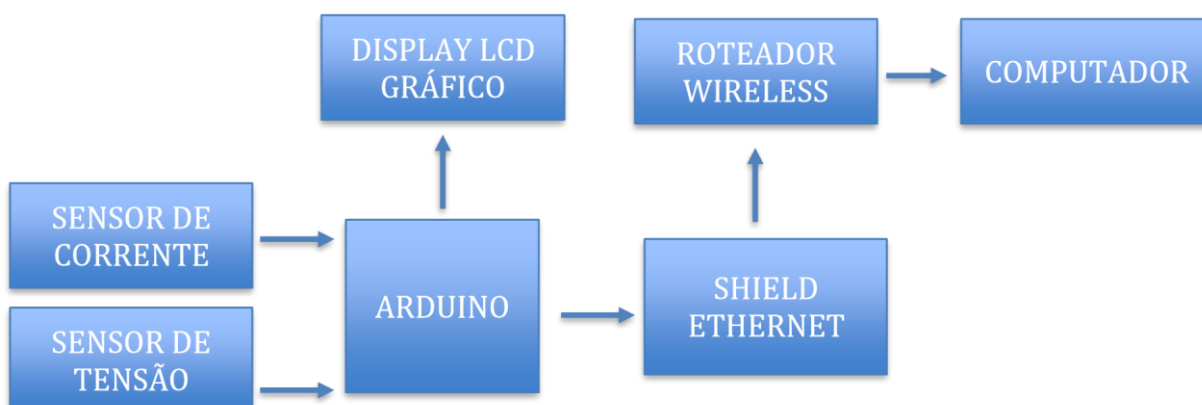 DISPLAY LCD
GRÁFICO
ROTEADOR
WIRELESS
COMPUTADOR
SENSOR DE
CORRENTE
ARDUINO
SHIELD
ETHERNET
SENSOR DE
TENSÃO